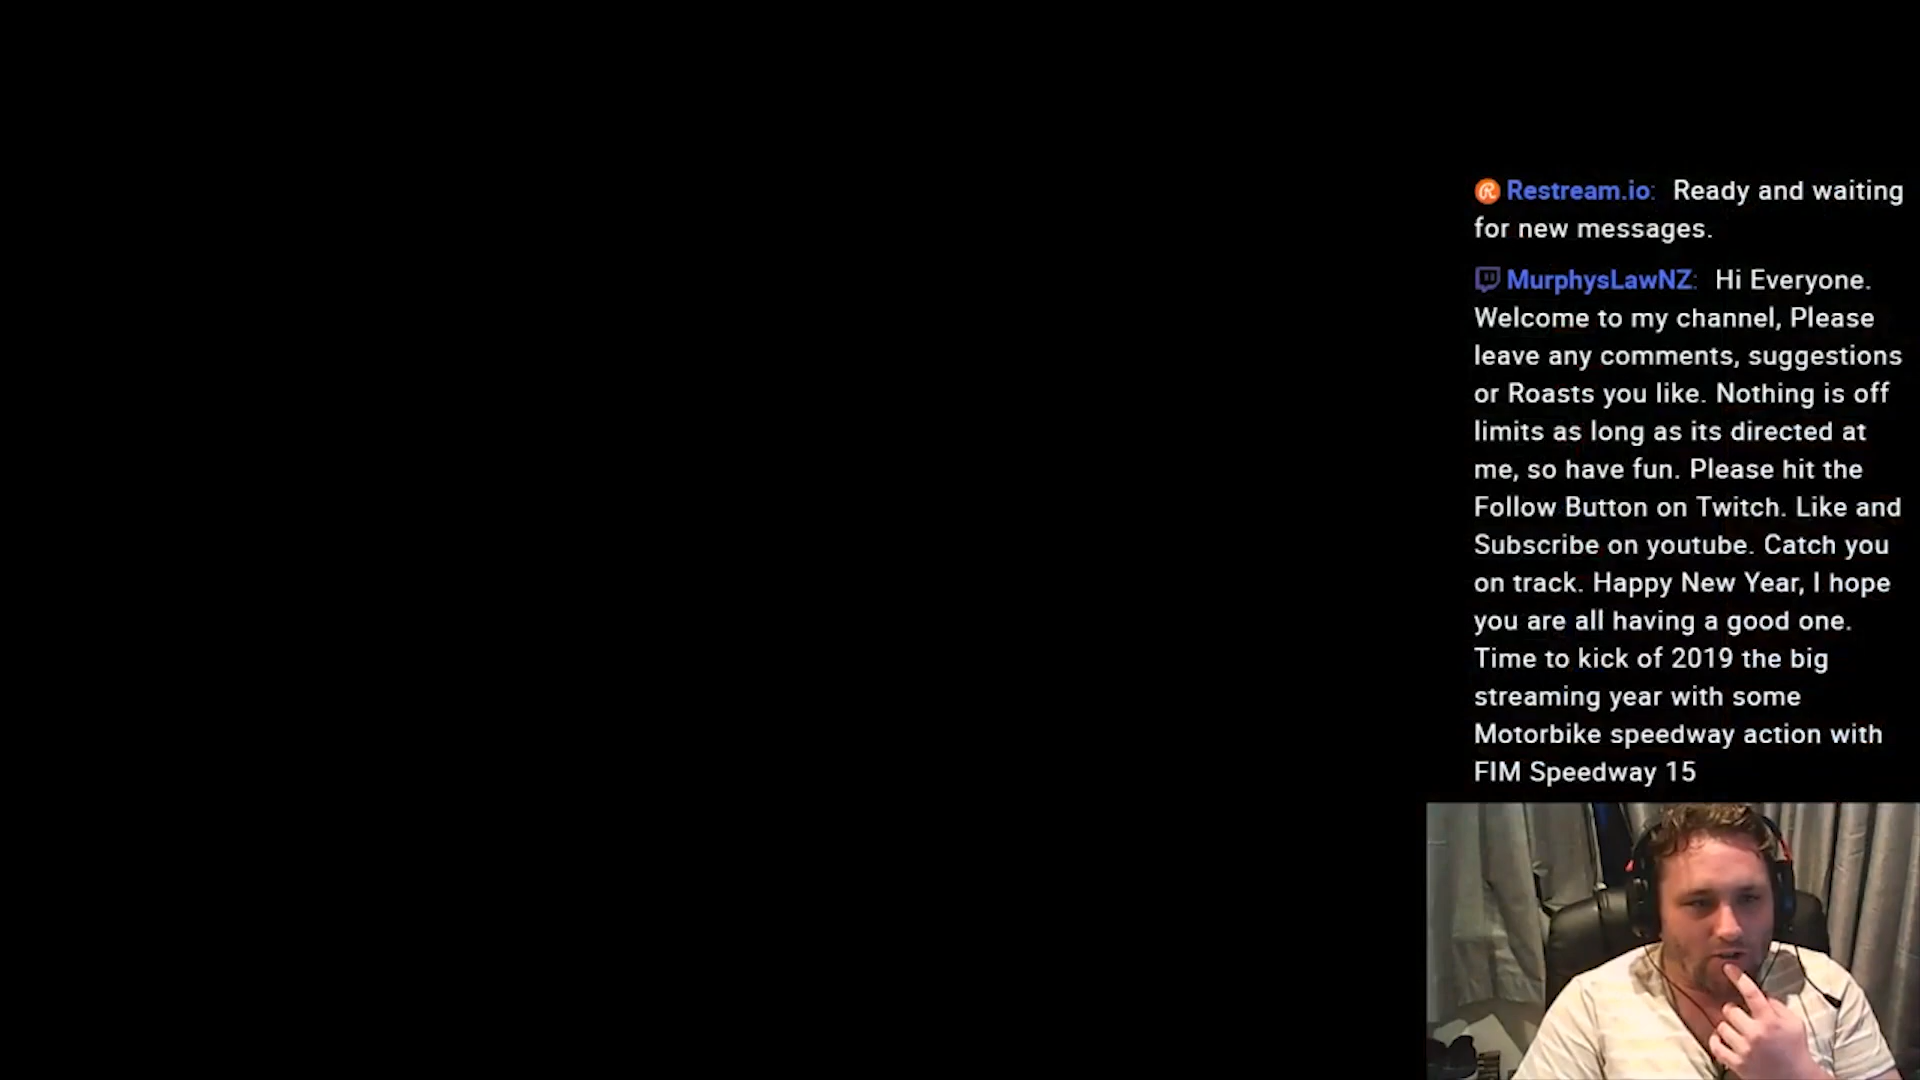 Restream.io: Ready and waiting
for new messages.
MurphysLawNZ: Hi Everyone.
Welcome to my channel, Please
leave any comments, suggestions
or Roasts you like. Nothing is off
limits as long as its directed at
me, so have fun. Please hit the
Follow Button on Twitch. Like and
Subscribe on youtube. Catch you
on track. Happy New Year, I hope
you are all having a good one.
Time to kick of 2019 the big
streaming year with some
Motorbike speedway action with
FIM Speedway 15